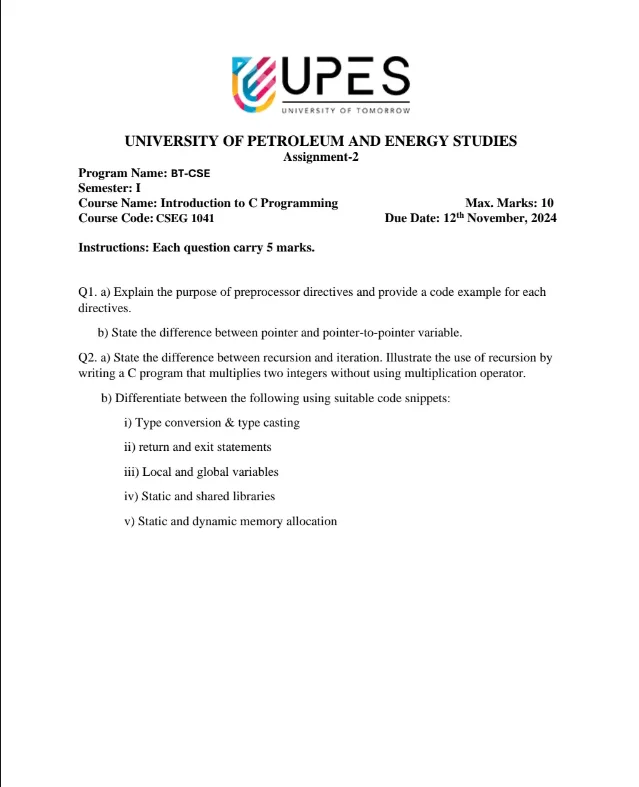 UPES
UNIVERSITY OF TOMORROW
UNIVERSITY OF PETROLEUM AND ENERGY STUDIES
Assignment-2
Program Name: BT-CSE
Semester: I
Course Name: Introduction to C Programming Max. Marks: 10
Course Code: CSEG 1041 Due Date: 12th November, 2024
Instructions: Each question carry 5 marks.
Q1. a) Explain the purpose of preprocessor directives and provide a code example for each
directives.
b) State the difference between pointer and pointer-to-pointer variable.
Q2. a) State the difference between recursion and iteration. Illustrate the use of recursion by
writing a C program that multiplies two integers without using multiplication operator.
b) Differentiate between the following using suitable code snippets:
i) Type conversion & type casting
ii) return and exit statements
iii) Local and global variables
iv) Static and shared libraries
v) Static and dynamic memory allocation